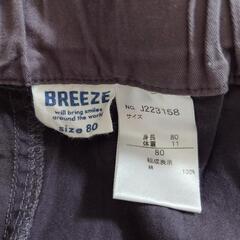 BREEZE
will bring smiles
around the world
size 80
NO. J223158
サイズ
身長 80
体重 11
80
組成表示
綿 100%